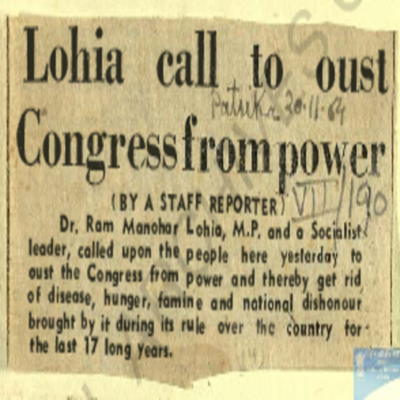 Lohia call to oust
Patrika 30.11.64
Congress from power
(BY A STAFF REPORTER) VII/190
Dr. Ram Manohar Lohia, M.P. and a Socialist
leader, called upon the people here yesterday to
oust the Congress from power and thereby get rid
of disease, hunger, famine and national dishonour
brought by it during its rule over the country for
the last 17 long years.